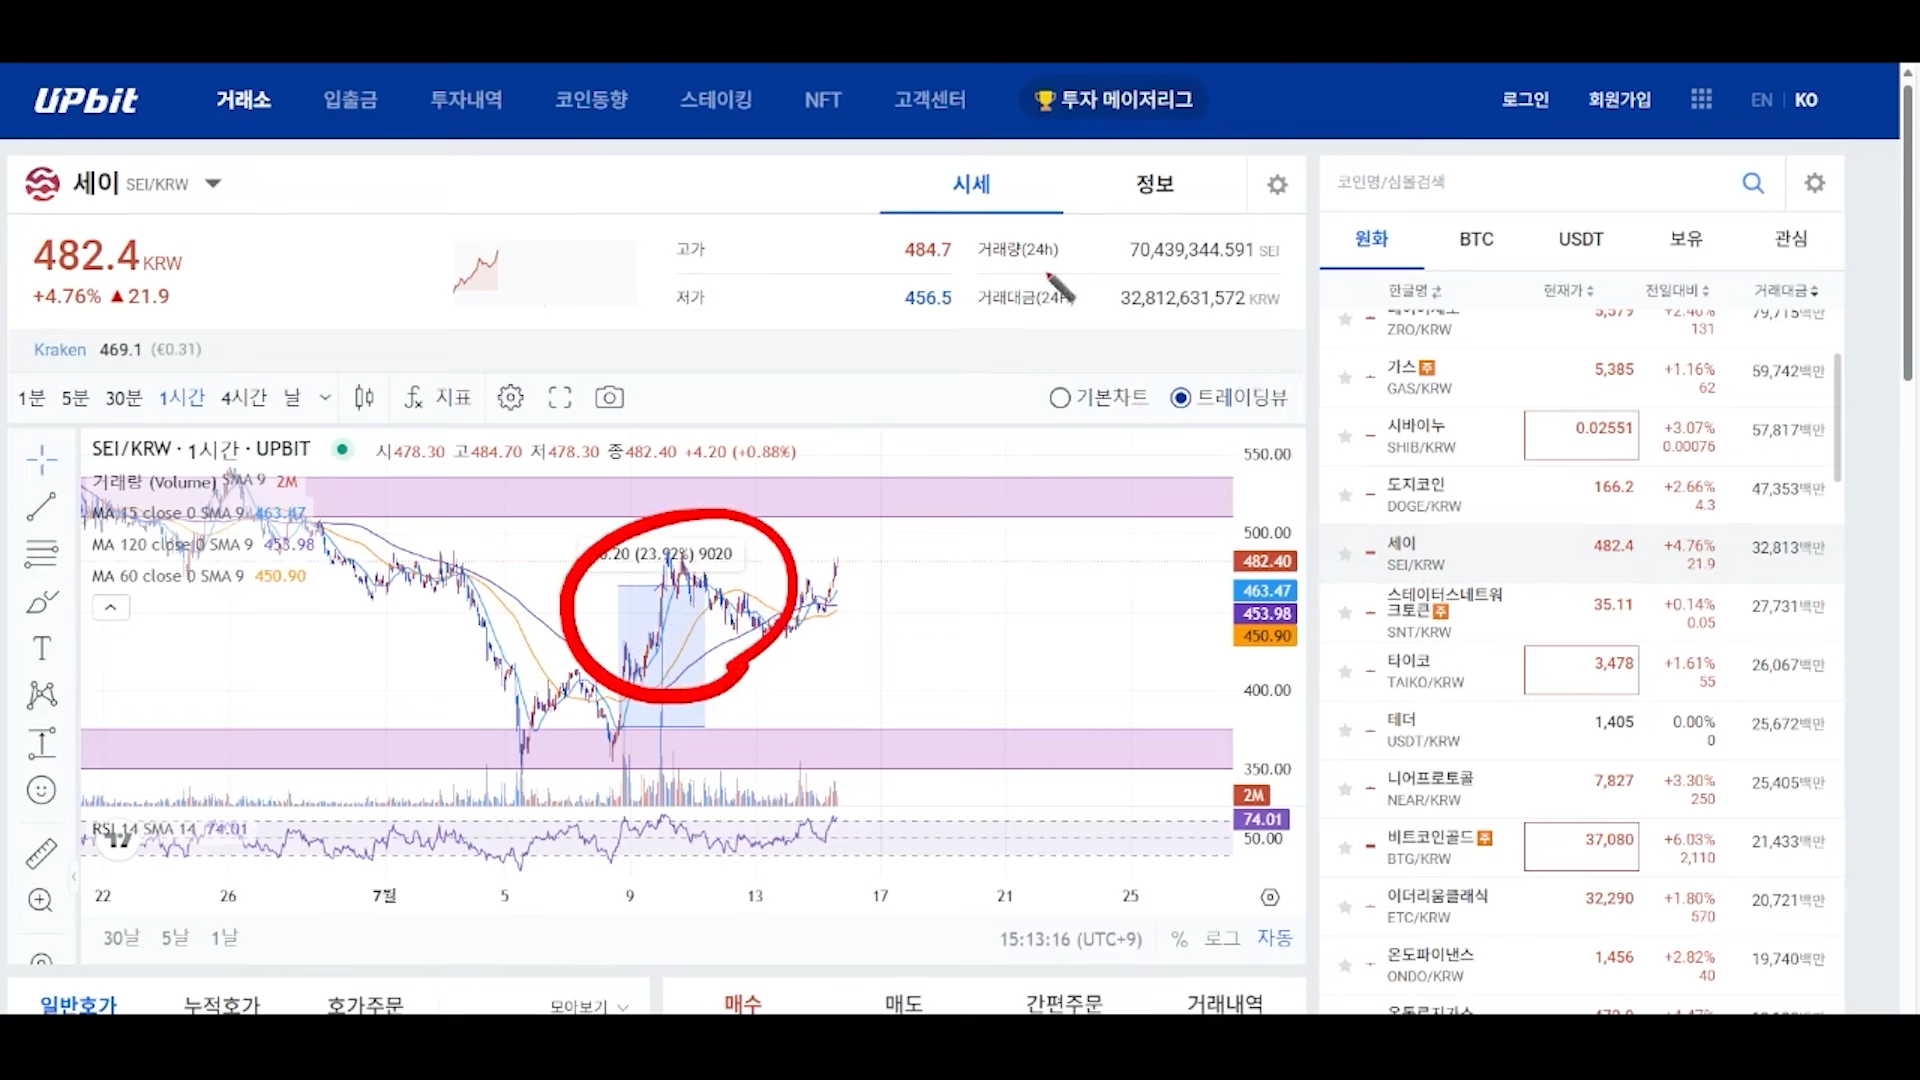 UPbit 거래소 입출금 투자내역 코인동향 스테이킹 NFT 고객센터 투자 메이저리그 로그인 회원가입 EN KO
세이 SEI/KRW 시세 정보
482.4 KRW
+4.76% ▲21.9
고가 484.7 거래량(24h) 70,439,344.591 SEI
저가 456.5 거래대금(24H) 32,812,631,572 KRW
Kraken 469.1 (€0.31)
1분 5분 30분 1시간 4시간 날 지표 기본차트 트레이딩뷰
SEI/KRW · 1시간 · UPBIT 시478.30 고484.70 저478.30 종482.40 +4.20 (+0.88%)
거래량 (Volume) SMA 9 2M
MA 15 close 0 SMA 9 463.47
MA 120 close 0 SMA 9 453.98
MA 60 close 0 SMA 9 450.90
(23.92%) 9020
550.00
500.00
482.40
463.47
453.98
450.90
400.00
350.00
2M
RSI 14 SMA 14 74.01
74.01
50.00
22 26 7월 5 9 13 17 21 25
30날 5날 1날 15:13:16 (UTC+9) % 로그 자동
일반호가 누적호가 호가주문 모아보기
매수 매도 간편주문 거래내역
코인명/심볼검색
원화 BTC USDT 보유 관심
한글명 현재가 전일대비 거래대금
5,579 +2.40% 79,715백만
ZRO/KRW 131
가스 주 5,385 +1.16% 59,742백만
GAS/KRW 62
시바이누 0.02551 +3.07% 57,817백만
SHIB/KRW 0.00076
도지코인 166.2 +2.66% 47,353백만
DOGE/KRW 4.3
세이 482.4 +4.76% 32,813백만
SEI/KRW 21.9
스테이터스네트워
크토큰 주 35.11 +0.14% 27,731백만
SNT/KRW 0.05
타이코 3,478 +1.61% 26,067백만
TAIKO/KRW 55
테더 1,405 0.00% 25,672백만
USDT/KRW 0
니어프로토콜 7,827 +3.30% 25,405백만
NEAR/KRW 250
비트코인골드 주 37,080 +6.03% 21,433백만
BTG/KRW 2,110
이더리움클래식 32,290 +1.80% 20,721백만
ETC/KRW 570
온도파이낸스 1,456 +2.82% 19,740백만
ONDO/KRW 40